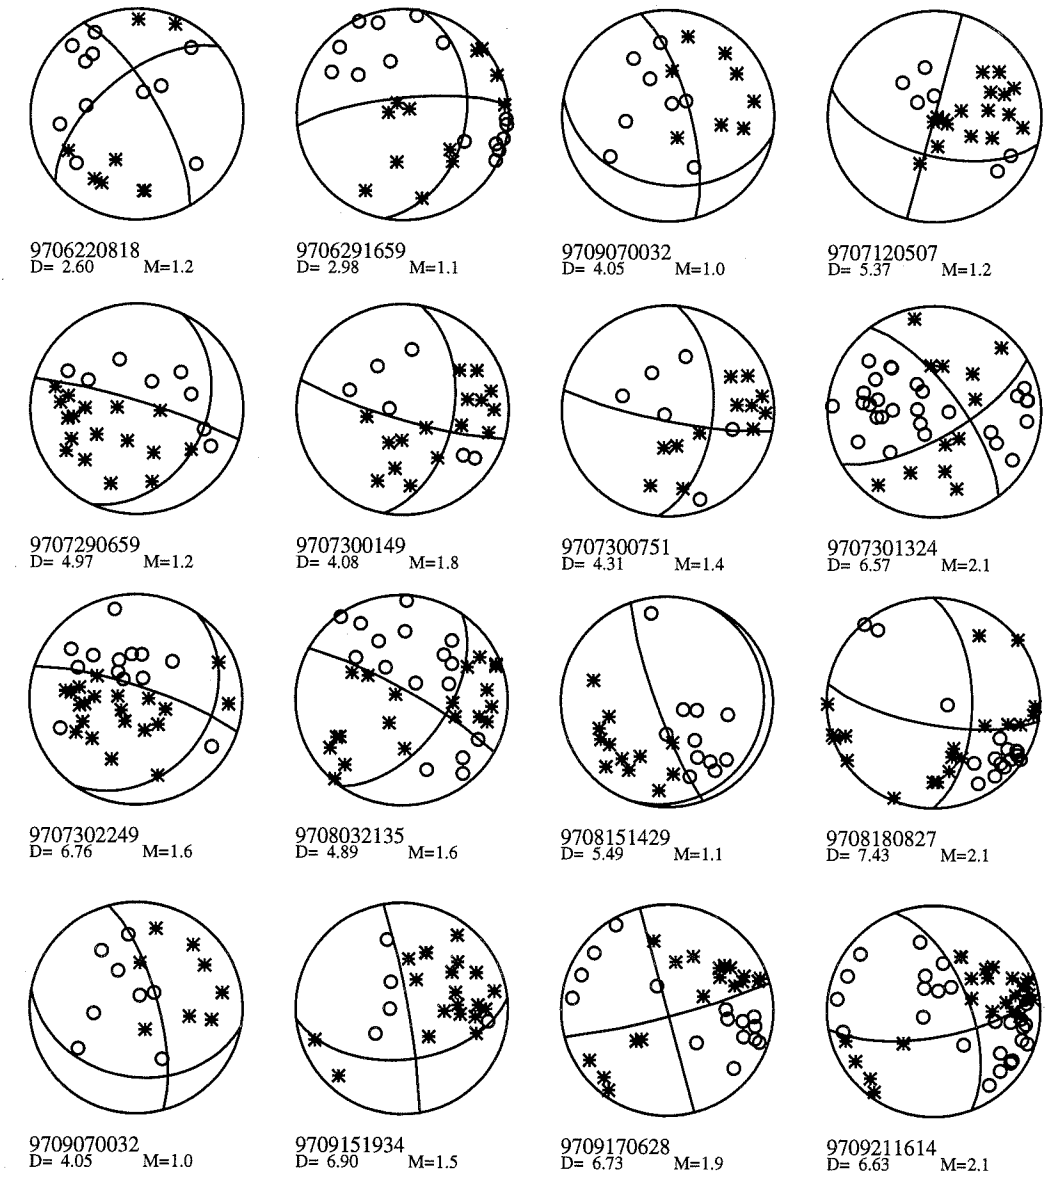 9706220818 9706291659 9709070032 9707120507
D= 2.60 M=1.2 D= 2.98 M=1.1 D= 4.05 M=1.0 D= 5.37 M=1.2
9707290659 9707300149 9707300751 9707301324
D= 4.97 M=1.2 D= 4.08 M=1.8 D= 4.31 M=1.4 D= 6.57 M=2.1
9707302249 9708032135 9708151429 9708180827
D= 6.76 M=1.6 D= 4.89 M=1.6 D= 5.49 M=1.1 D= 7.43 M=2.1
9709070032 9709151934 9709170628 9709211614
D= 4.05 M=1.0 D= 6.90 M=1.5 D= 6.73 M=1.9 D= 6.63 M=2.1